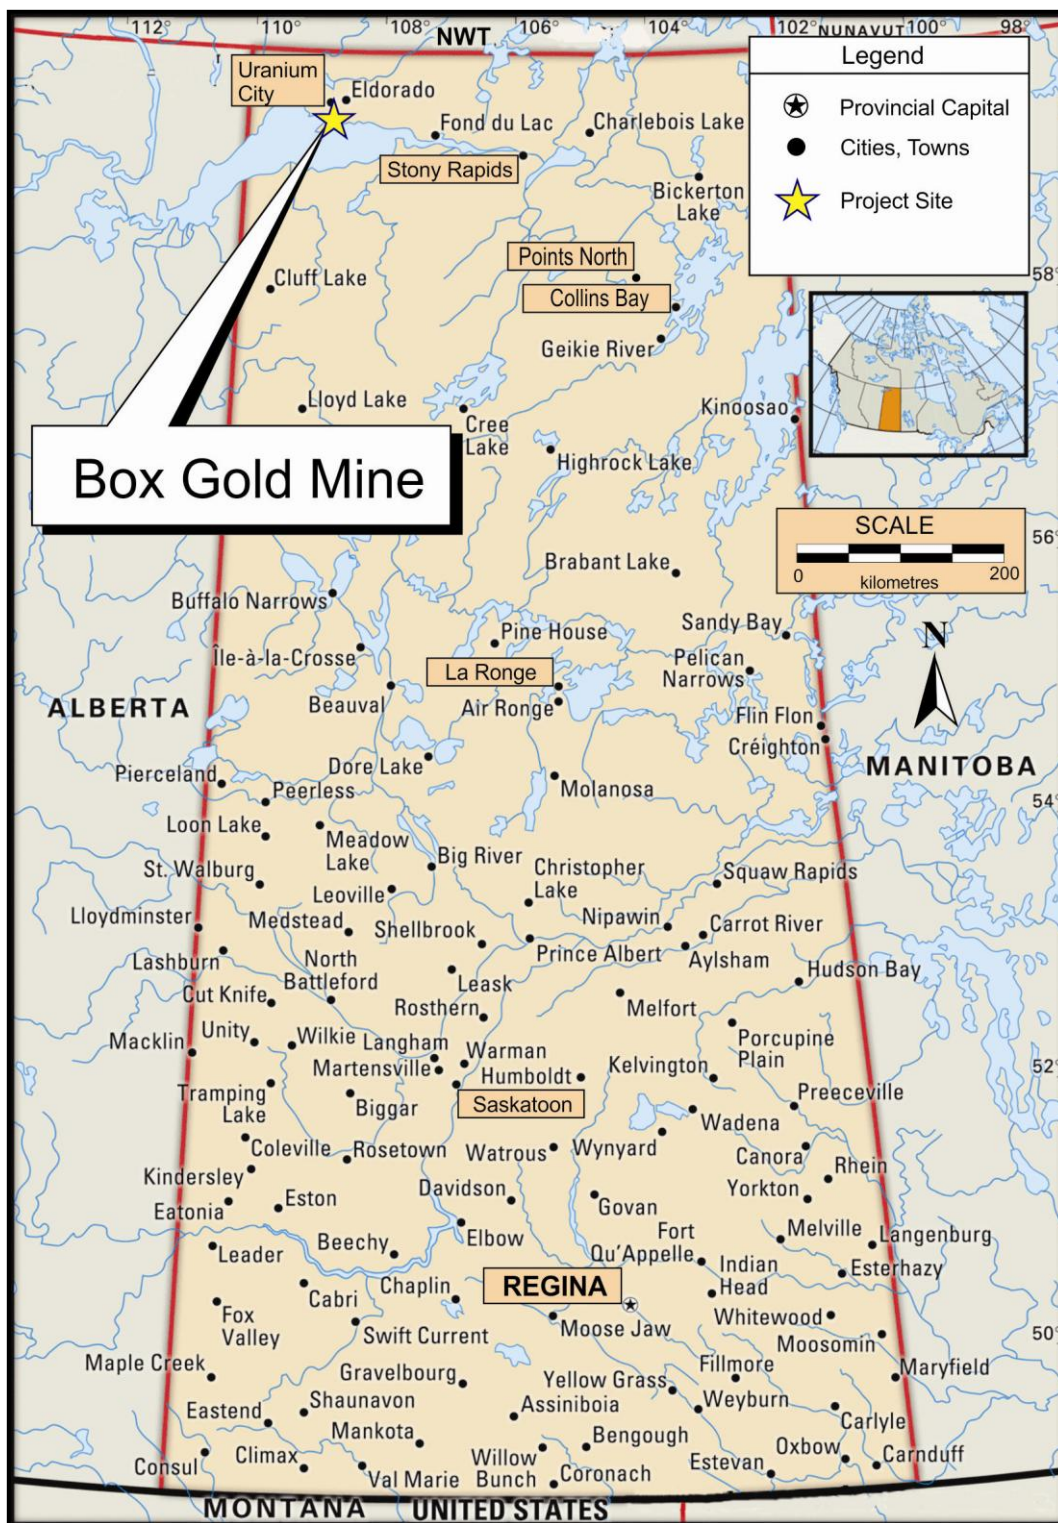 112°
110°
108°
106°
104°
102°
100°
98°
NWT
NUNAVUT
Legend
Provincial Capital
Cities, Towns
Project Site
Uranium
City
Eldorado
Fond du Lac
Charlebois Lake
Stony Rapids
Bickerton
Lake
Points North
58°
Cluff Lake
Collins Bay
Geikie River
Lloyd Lake
Cree
Lake
Kinoosao
Box Gold Mine
Highrock Lake
SCALE
0
kilometres
200
56°
Brabant Lake
Buffalo Narrows
Sandy Bay
Pine House
N
Île-à-la-Crosse
Pelican
Narrows
La Ronge
ALBERTA
Beauval
Air Ronge
Flin Flon
Créighton
MANITOBA
Dore Lake
Pierceland
Peerless
Molanosa
54°
Loon Lake
Meadow
Lake
Big River
Christopher
Lake
St. Walburg
Squaw Rapids
Leoville
Lloydminster
Medstead
Shellbrook
Nipawin
Carrot River
Prince Albert
Aylsham
Lashburn
North
Battleford
Hudson Bay
Leask
Cut Knife
Rosthern
Melfort
Unity
Wilkie
Langham
Macklin
Porcupine
Plain
Warman
Martensville
Humboldt
Kelvington
52°
Tramping
Lake
Biggar
Saskatoon
Preeceville
Wadena
Coleville
Rosetown
Watrous
Wynyard
Canora
Rhein
Kindersley
Eston
Davidson
Govan
Yorkton
Eatonia
Fort
Qu'Appelle
Melville
Langenburg
Leader
Beechy
Elbow
Indian
Head
Esterhazy
Cabri
Chaplin
REGINA
Fox
Valley
Swift Current
Moose Jaw
Whitewood
Moosomin
50°
Maple Creek
Gravelbourg
Yellow Grass
Fillmore
Maryfield
Shaunavon
Assiniboia
Weyburn
Eastend
Mankota
Carlyle
Willow
Bunch
Bengough
Oxbow
Consul
Climax
Val Marie
Coronach
Estevan
Carnduff
MONTANA
UNITED STATES